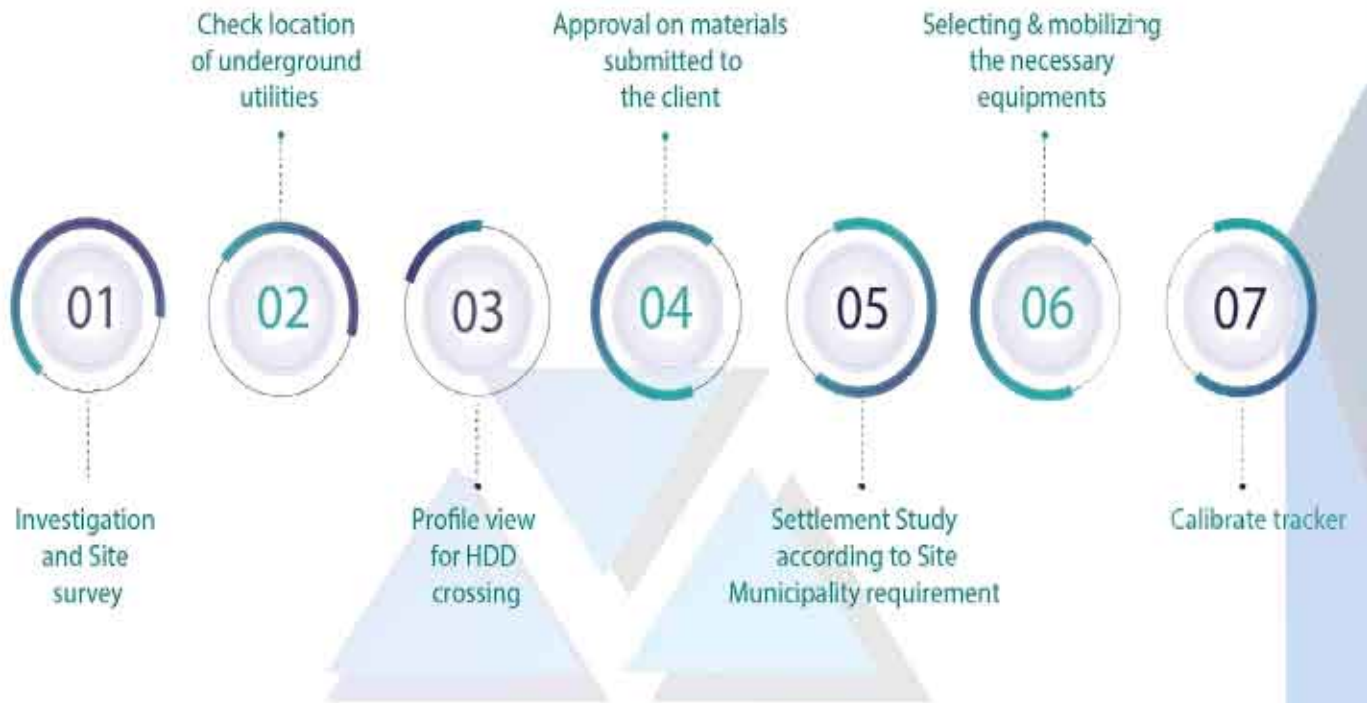 01
Investigation
and Site
survey
Check location
of underground
utilities
02
03
Profile view
for HDD
crossing
Approval on materials
submitted to
the client
04
05
Settlement Study
according to Site
Municipality requirement
Selecting & mobilizing
the necessary
equipments
06
07
Calibrate tracker